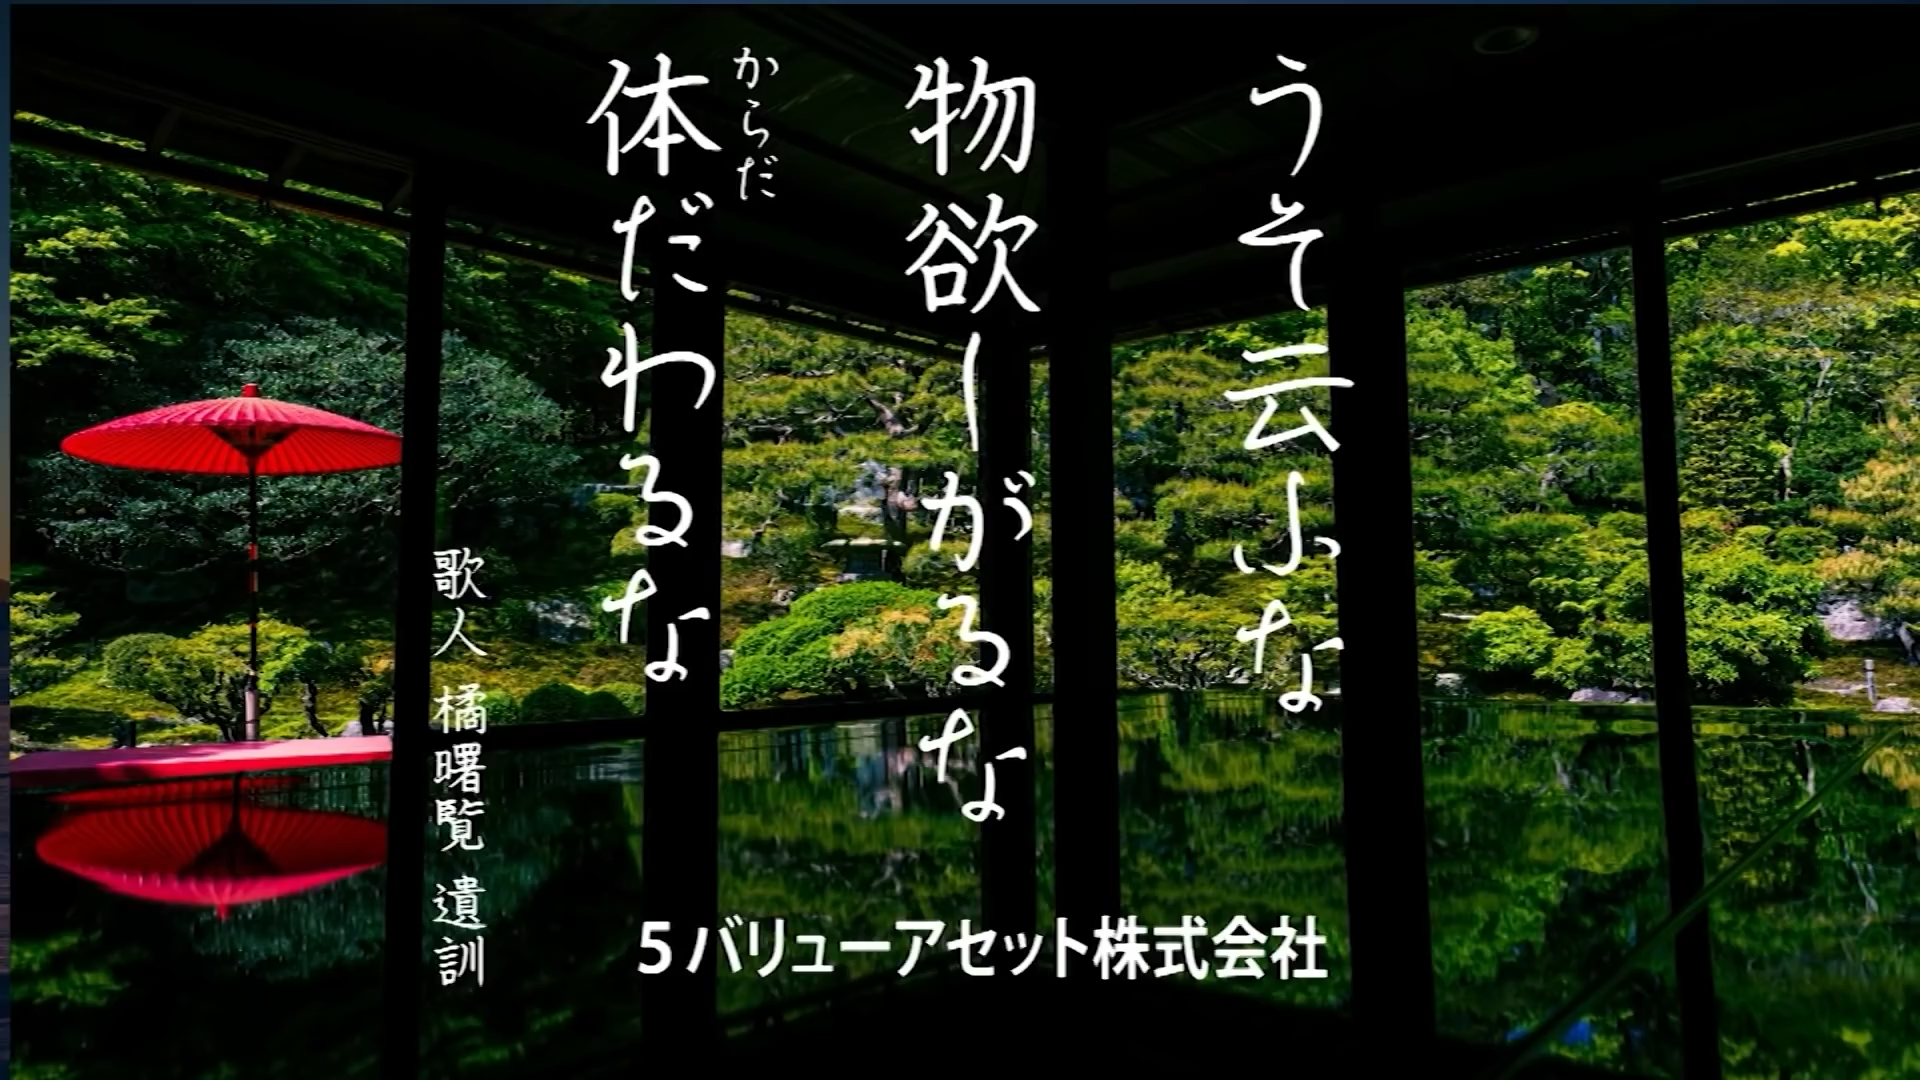 うそ云ふな
物欲しがるな
からだ
体だわるな
歌人 橘曙覧 遺訓
5バリューアセット株式会社